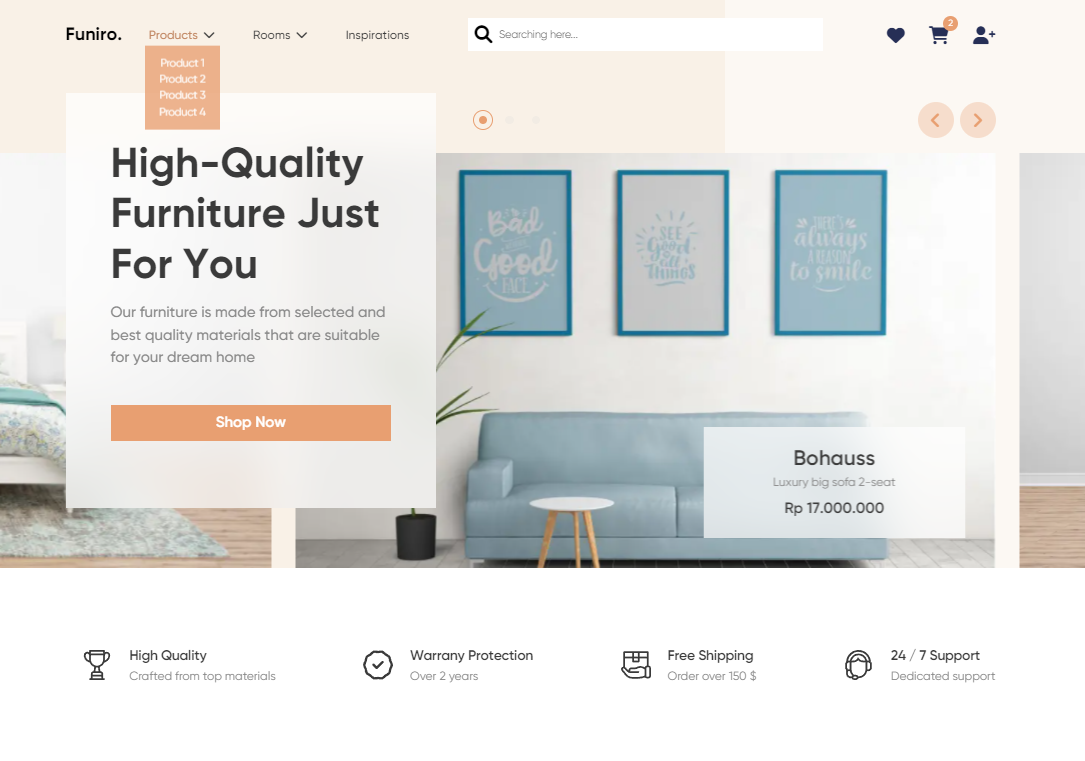 Funiro.
Products
Rooms
Inspirations
Searching here...
2
Product 1
Product 2
Product 3
Product 4
High-Quality
Furniture Just
For You
Our furniture is made from selected and
best quality materials that are suitable
for your dream home
Shop Now
Bad
Good
FACE
SEE
Good
in all
THINGS
THERE'S
always
A REASON
to smile
Bohauss
Luxury big sofa 2-seat
Rp 17.000.000
High Quality
Crafted from top materials
Warrany Protection
Over 2 years
Free Shipping
Order over 150 $
24 / 7 Support
Dedicated support